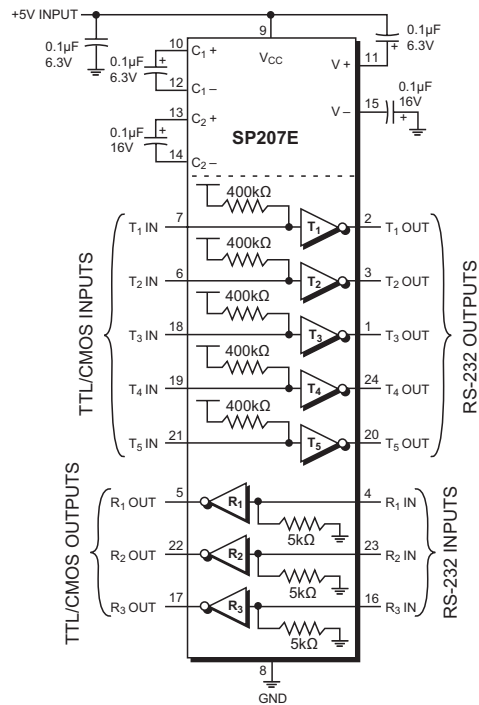 +5V INPUT
9
VCC
0.1µF
6.3V
10
C1 +
0.1µF
6.3V
+
12
C1 –
13
C2 +
0.1µF
16V
+
14
C2 –
11
V +
+
0.1µF
6.3V
15
V –
+
0.1µF
16V
SP207E
TTL/CMOS INPUTS
T1 IN
7
400kΩ
T1
2
T1 OUT
T2 IN
6
400kΩ
T2
3
T2 OUT
T3 IN
18
400kΩ
T3
1
T3 OUT
T4 IN
19
400kΩ
T4
24
T4 OUT
T5 IN
21
400kΩ
T5
20
T5 OUT
RS-232 OUTPUTS
TTL/CMOS OUTPUTS
R1 OUT
5
R1
4
R1 IN
5kΩ
R2 OUT
22
R2
23
R2 IN
5kΩ
R3 OUT
17
R3
16
R3 IN
5kΩ
RS-232 INPUTS
8
GND